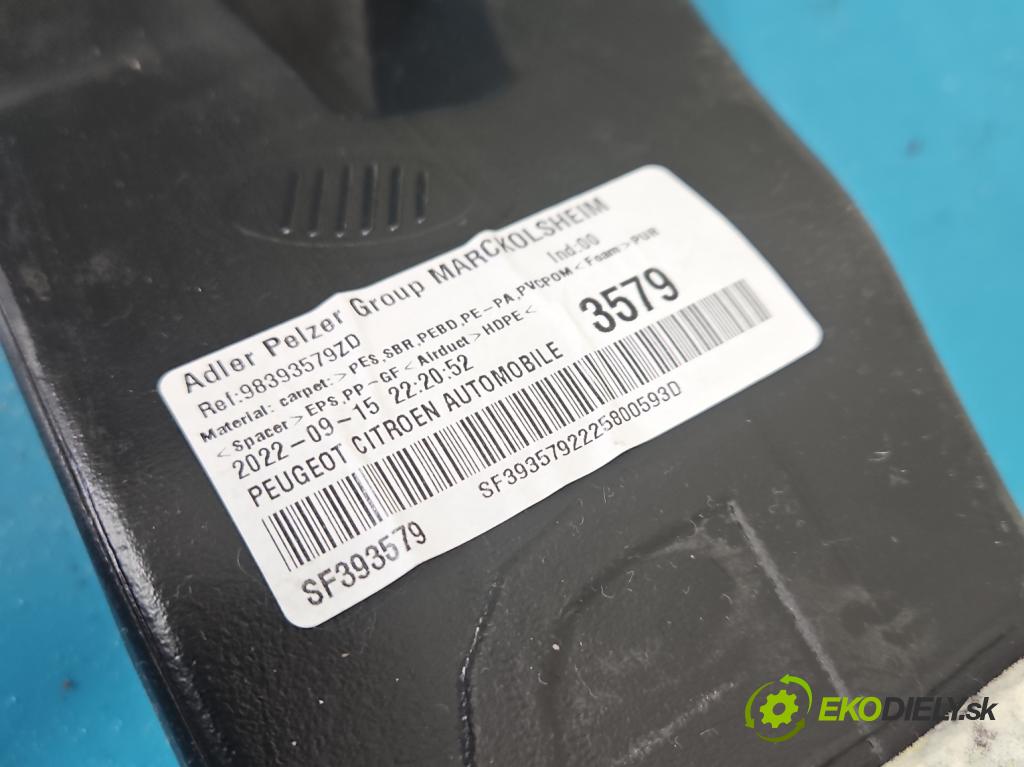 Adler Pelzer Group MARCKOLSHEIM
Ref:98393579ZD Ind:00
Material: carpet:>PES,SBR,PEBD,PE-PA,PVCPOM<Foam>PUR
<Spacer>EPS,PP-GF<Airduct>HDPE<
2022-09-15 22:20:52 3579
PEUGEOT CITROEN AUTOMOBILE
SF3935792225800593D
SF393579
EKODIELY.sk